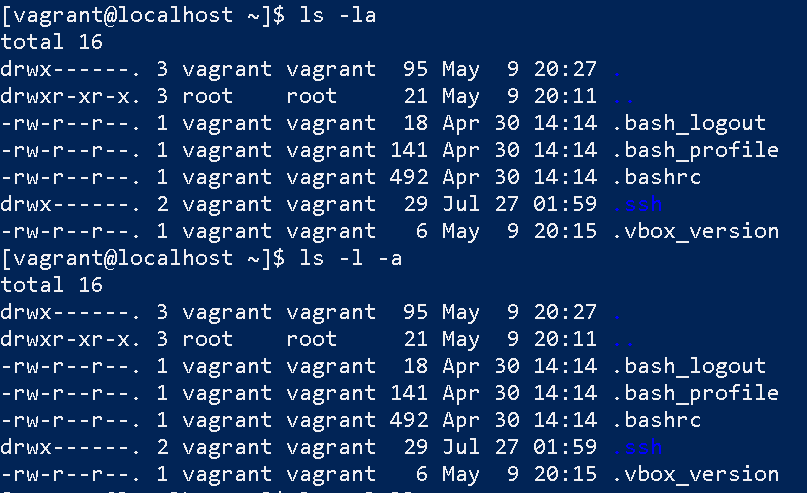 [vagrant@localhost ~]$ ls -la
total 16
drwx------. 3 vagrant vagrant  95 May  9 20:27 .
drwxr-xr-x. 3 root    root     21 May  9 20:11 ..
-rw-r--r--. 1 vagrant vagrant  18 Apr 30 14:14 .bash_logout
-rw-r--r--. 1 vagrant vagrant 141 Apr 30 14:14 .bash_profile
-rw-r--r--. 1 vagrant vagrant 492 Apr 30 14:14 .bashrc
drwx------. 2 vagrant vagrant  29 Jul 27 01:59 .ssh
-rw-r--r--. 1 vagrant vagrant   6 May  9 20:15 .vbox_version
[vagrant@localhost ~]$ ls -l -a
total 16
drwx------. 3 vagrant vagrant  95 May  9 20:27 .
drwxr-xr-x. 3 root    root     21 May  9 20:11 ..
-rw-r--r--. 1 vagrant vagrant  18 Apr 30 14:14 .bash_logout
-rw-r--r--. 1 vagrant vagrant 141 Apr 30 14:14 .bash_profile
-rw-r--r--. 1 vagrant vagrant 492 Apr 30 14:14 .bashrc
drwx------. 2 vagrant vagrant  29 Jul 27 01:59 .ssh
-rw-r--r--. 1 vagrant vagrant   6 May  9 20:15 .vbox_version